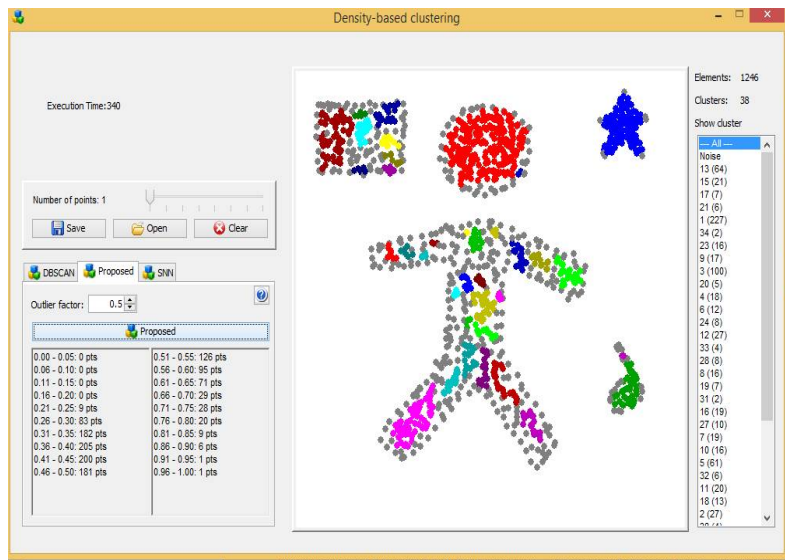 Density-based clustering
Execution Time:340
Number of points: 1
Save
Open
Clear
DBSCAN
Proposed
SNN
Outlier factor: 0.5
Proposed
0.00 - 0.05: 0 pts
0.06 - 0.10: 0 pts
0.11 - 0.15: 0 pts
0.16 - 0.20: 0 pts
0.21 - 0.25: 9 pts
0.26 - 0.30: 83 pts
0.31 - 0.35: 182 pts
0.36 - 0.40: 205 pts
0.41 - 0.45: 200 pts
0.46 - 0.50: 181 pts
0.51 - 0.55: 126 pts
0.56 - 0.60: 95 pts
0.61 - 0.65: 71 pts
0.66 - 0.70: 29 pts
0.71 - 0.75: 28 pts
0.76 - 0.80: 20 pts
0.81 - 0.85: 9 pts
0.86 - 0.90: 6 pts
0.91 - 0.95: 1 pts
0.96 - 1.00: 1 pts
Elements: 1246
Clusters: 38
Show cluster
--- All ---
Noise
13 (64)
15 (21)
17 (7)
21 (6)
1 (227)
34 (2)
23 (16)
9 (17)
3 (100)
20 (5)
4 (18)
6 (12)
24 (8)
12 (27)
33 (4)
28 (8)
8 (16)
19 (7)
31 (2)
16 (19)
27 (10)
7 (19)
10 (16)
5 (61)
32 (6)
11 (20)
18 (13)
2 (27)